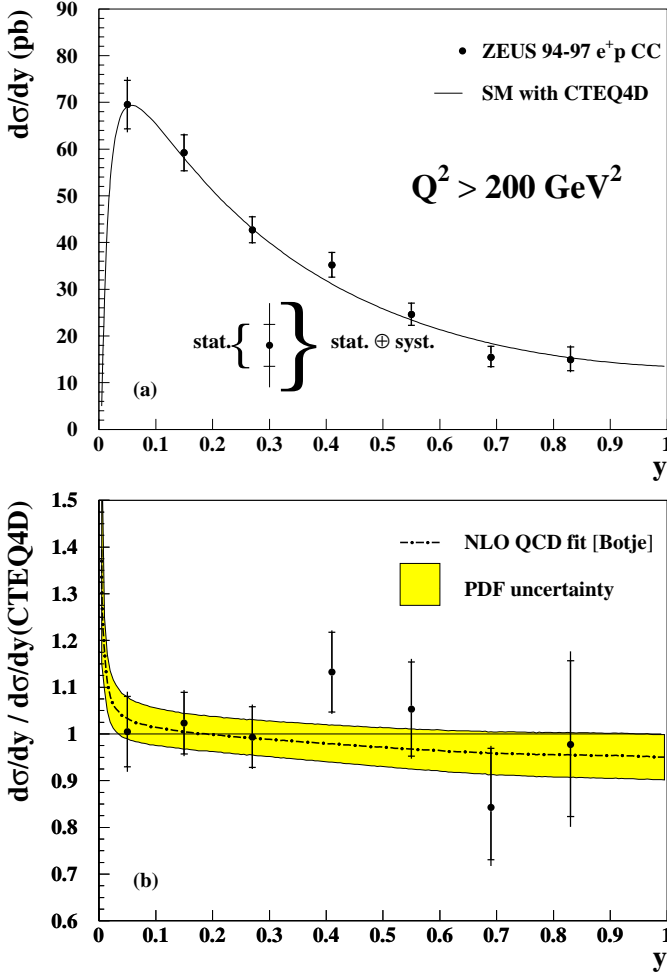 dσ/dy (pb)
90
80
70
60
50
40
30
20
10
0
ZEUS 94-97 e⁺p CC
SM with CTEQ4D
Q² > 200 GeV²
stat. { } stat. ⊕ syst.
(a)
0 0.1 0.2 0.3 0.4 0.5 0.6 0.7 0.8 0.9 1
y
dσ/dy / dσ/dy(CTEQ4D)
1.5
1.4
1.3
1.2
1.1
1.0
0.9
0.8
0.7
0.6
NLO QCD fit [Botje]
PDF uncertainty
(b)
0 0.1 0.2 0.3 0.4 0.5 0.6 0.7 0.8 0.9 1
y